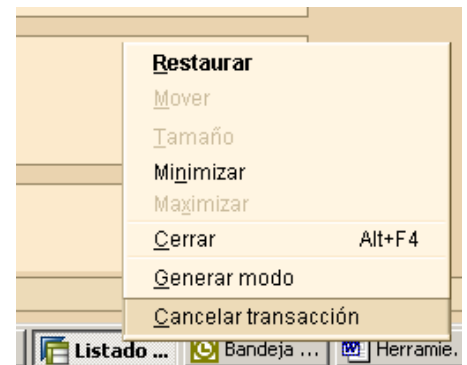 Restaurar
Mover
Tamaño
Minimizar
Maximizar
Cerrar Alt+F4
Generar modo
Cancelar transacción
Listado ... Bandeja ... Herramie.